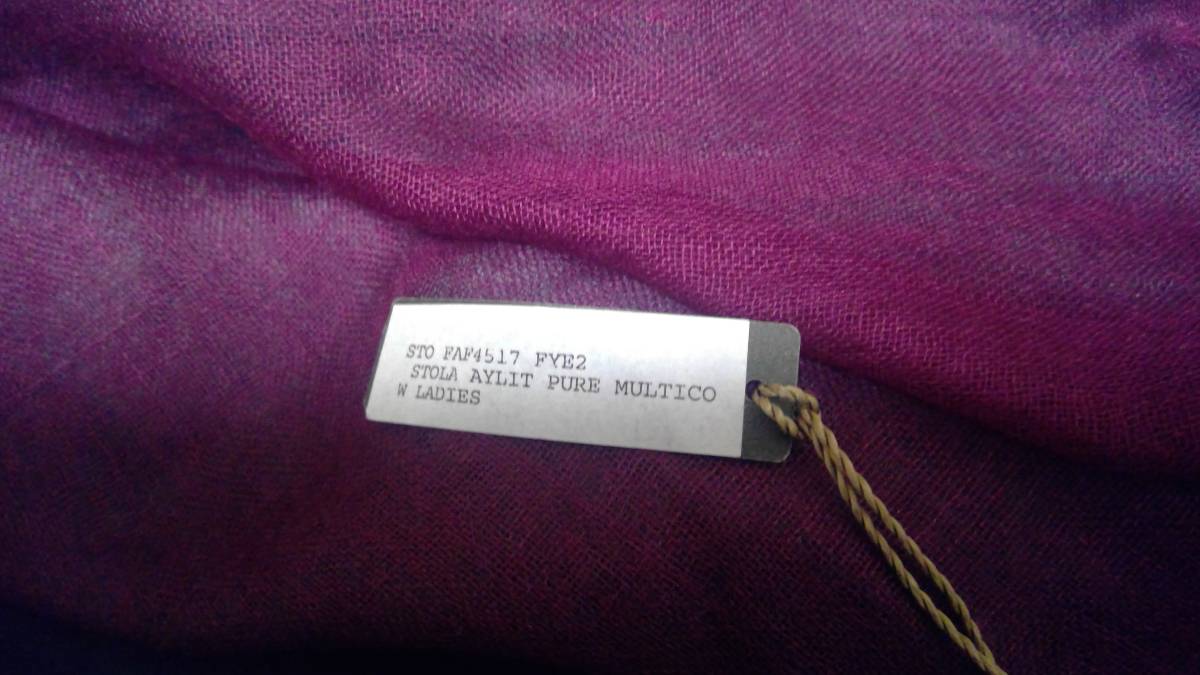 STO FAF4517 FYE2
STOLA AYLIT PURE MULTICO
W LADIES